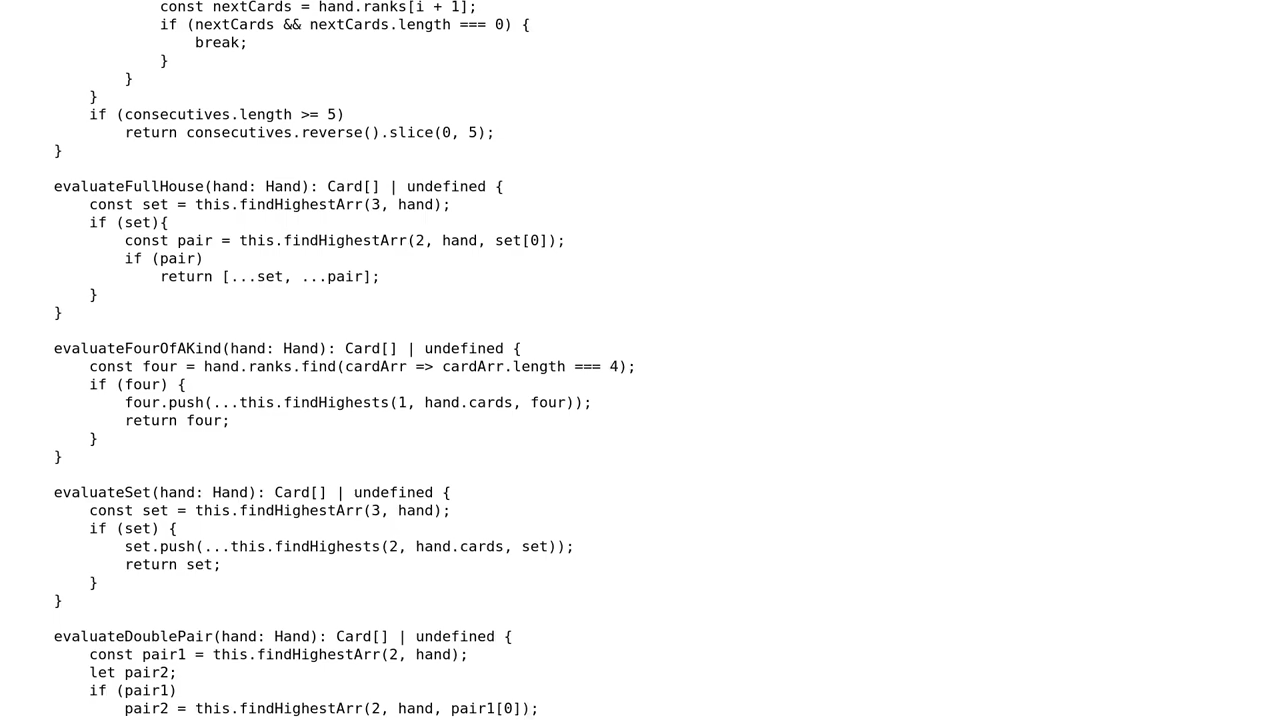 const nextCards = hand.ranks[i + 1];
            if (nextCards && nextCards.length === 0) {
                break;
            }
        }
    }
    if (consecutives.length >= 5)
        return consecutives.reverse().slice(0, 5);
}

evaluateFullHouse(hand: Hand): Card[] | undefined {
    const set = this.findHighestArr(3, hand);
    if (set){
        const pair = this.findHighestArr(2, hand, set[0]);
        if (pair)
            return [...set, ...pair];
    }
}

evaluateFourOfAKind(hand: Hand): Card[] | undefined {
    const four = hand.ranks.find(cardArr => cardArr.length === 4);
    if (four) {
        four.push(...this.findHighests(1, hand.cards, four));
        return four;
    }
}

evaluateSet(hand: Hand): Card[] | undefined {
    const set = this.findHighestArr(3, hand);
    if (set) {
        set.push(...this.findHighests(2, hand.cards, set));
        return set;
    }
}

evaluateDoublePair(hand: Hand): Card[] | undefined {
    const pair1 = this.findHighestArr(2, hand);
    let pair2;
    if (pair1)
        pair2 = this.findHighestArr(2, hand, pair1[0]);